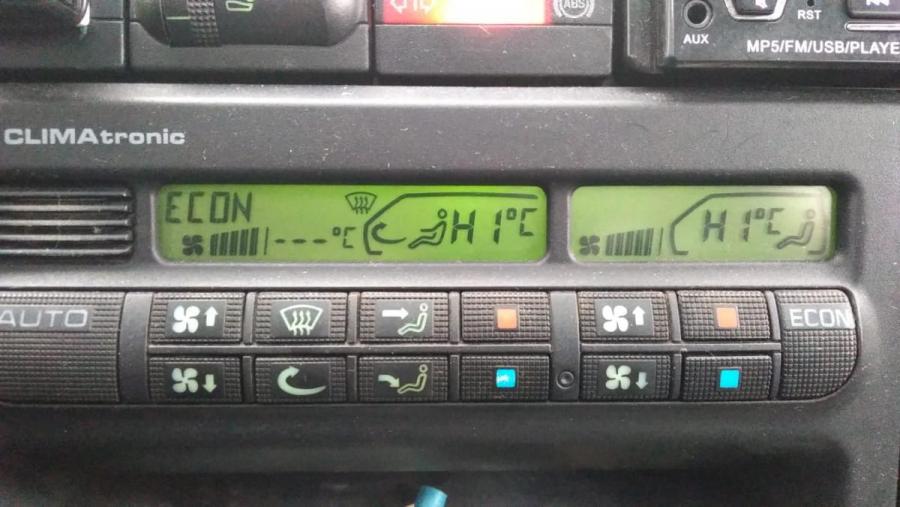 ABS
RST
AUX
MP5/FM/USB/PLAYE
CLIMAtronic
ECON
---°C
HI°C
HI°C
AUTO
ECON